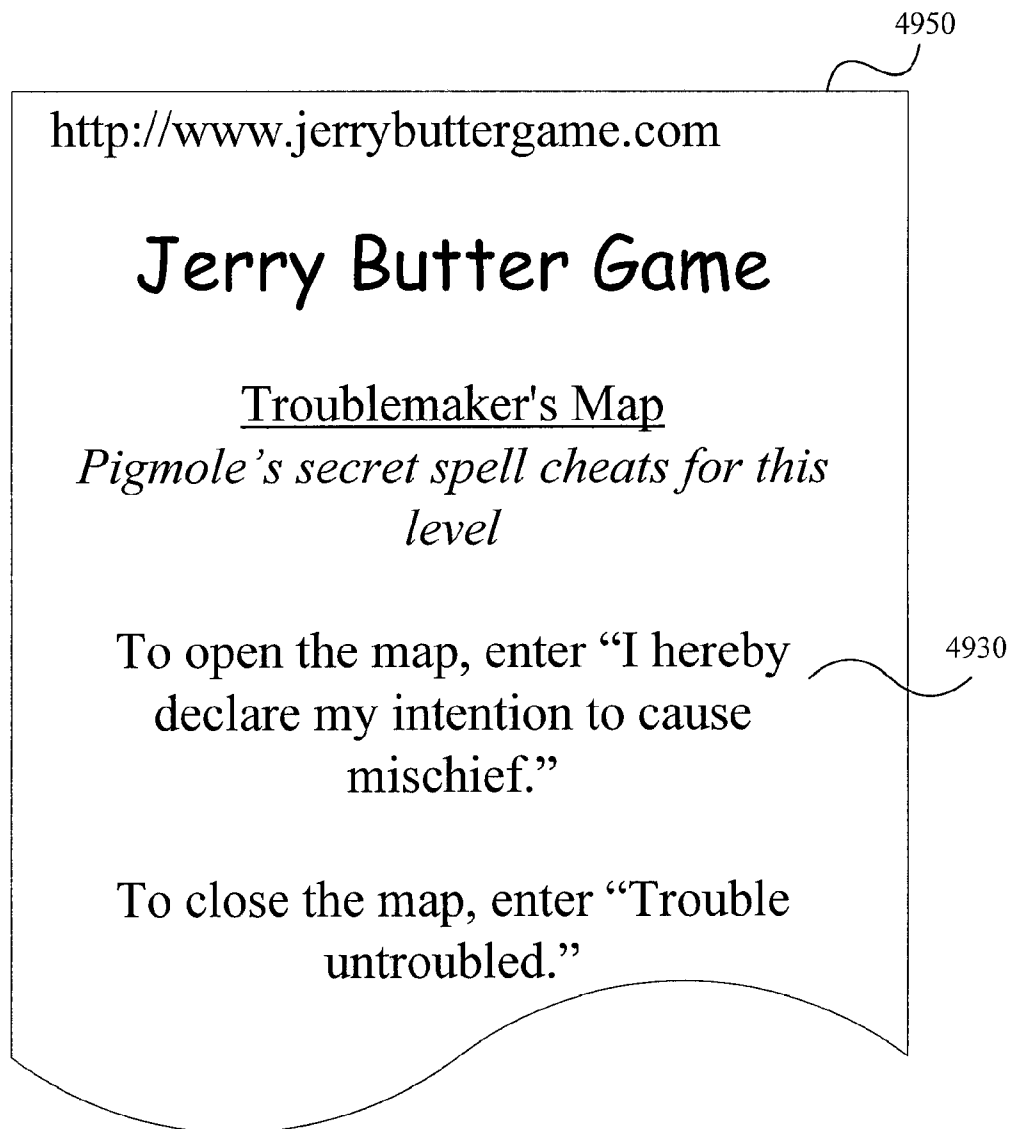 4950
http://www.jerrybuttergame.com
Jerry Butter Game
Troublemaker's Map
Pigmole’s secret spell cheats for this
level
To open the map, enter “I hereby
4930
declare my intention to cause
mischief.”
To close the map, enter “Trouble
untroubled.”